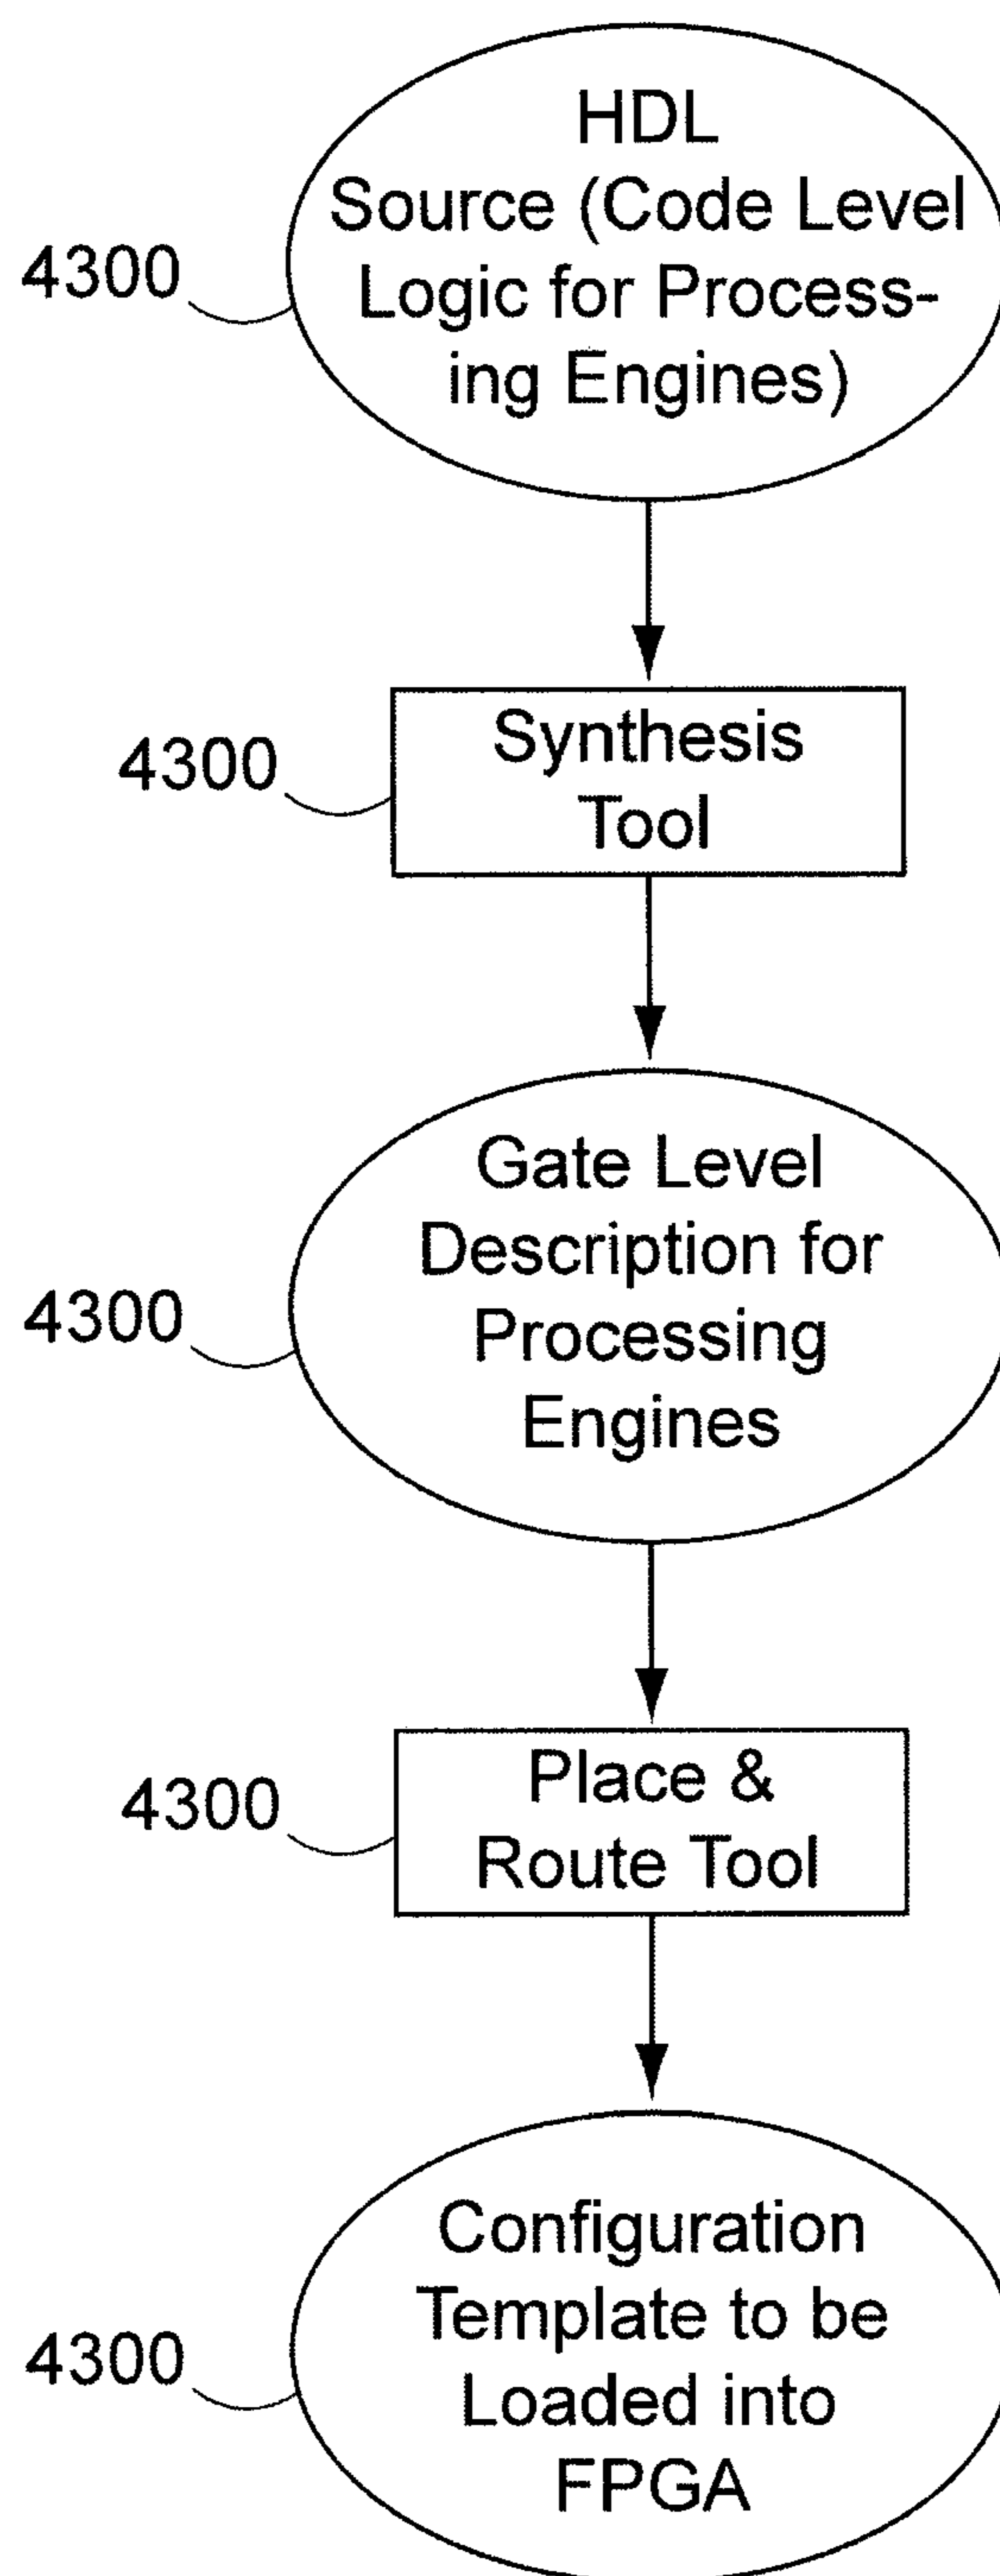 HDL
Source (Code Level
4300
Logic for Process-
ing Engines)
4300
Synthesis
Tool
Gate Level
Description for
4300
Processing
Engines
4300
Place &
Route Tool
Configuration
Template to be
4300
Loaded into
FPGA